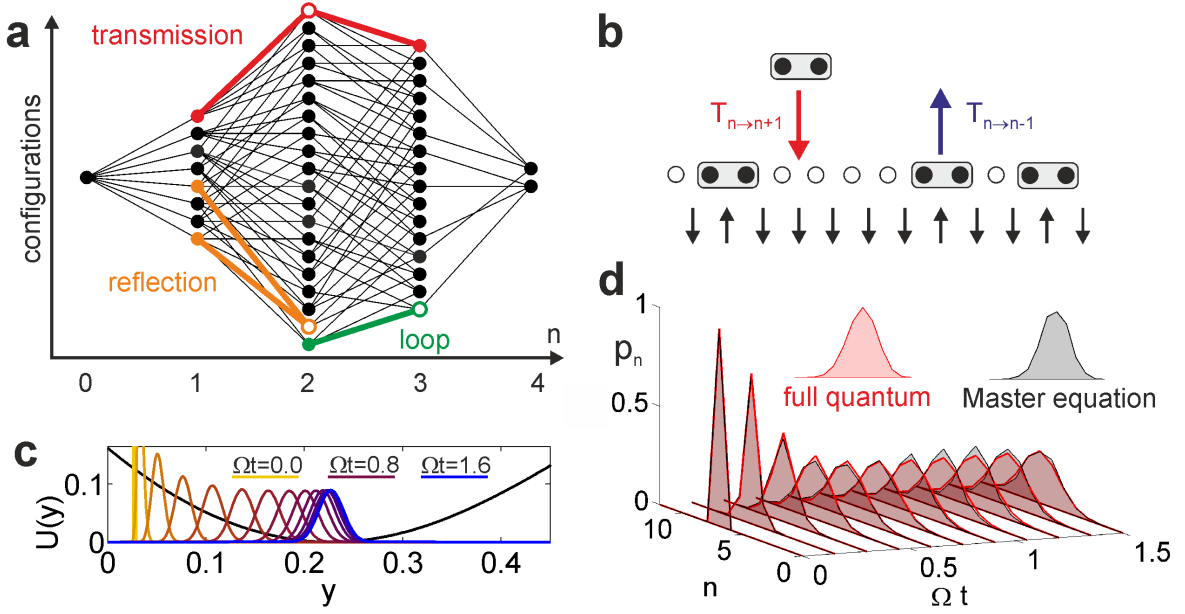 a
transmission
configurations
reflection
loop
n
0 1 2 3 4
b
T n→n+1
T n→n-1
c
Ωt=0.0 Ωt=0.8 Ωt=1.6
U(y)
0.1
0
0 0.1 0.2 0.3 0.4
y
d
1
p n
0.5
0
full quantum
Master equation
10
5
0
n
0
0.5
1
1.5
Ω t